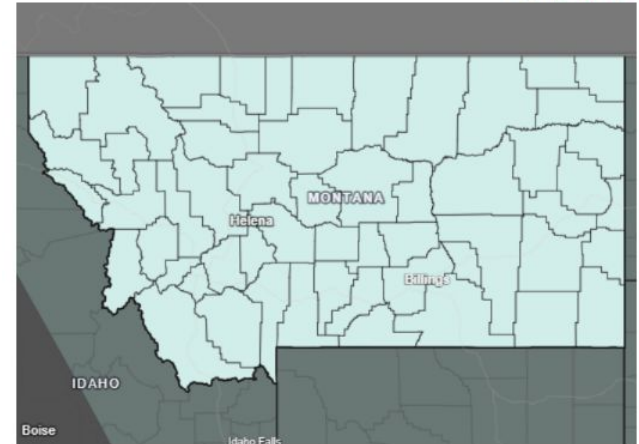 MONTANA
Helena
Billings
IDAHO
Boise
Idaho Falls